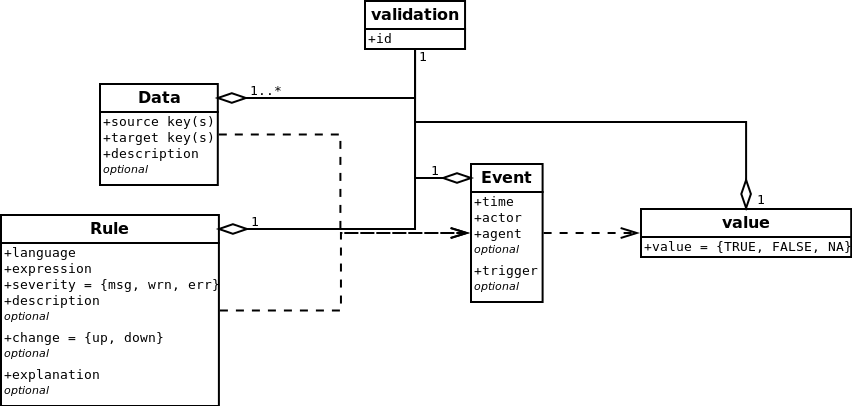 validation
+id
1
1..*
Data
+source key(s)
+target key(s)
+description
optional
1
Event
+time
+actor
+agent
optional
+trigger
optional
1
value
+value = {TRUE, FALSE, NA}
1
Rule
+language
+expression
+severity = {msg, wrn, err}
+description
optional
+change = {up, down}
optional
+explanation
optional